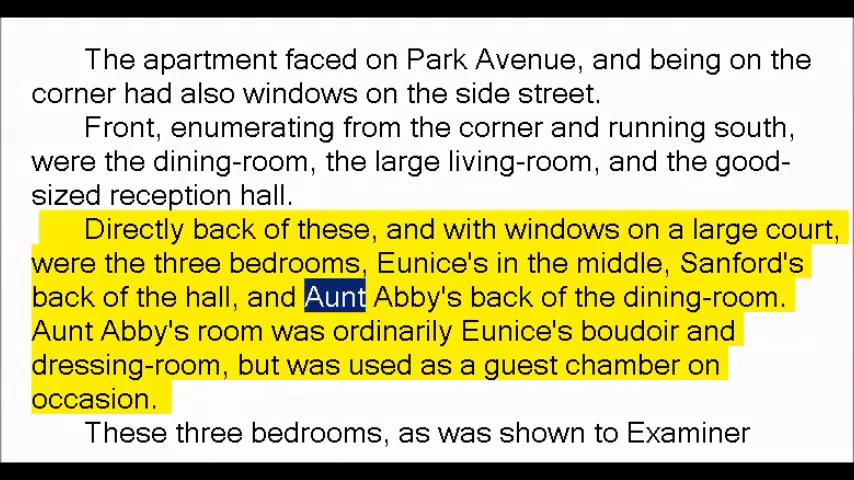 The apartment faced on Park Avenue, and being on the
corner had also windows on the side street.
Front, enumerating from the corner and running south,
were the dining-room, the large living-room, and the good-
sized reception hall.
Directly back of these, and with windows on a large court,
were the three bedrooms, Eunice's in the middle, Sanford's
back of the hall, and Aunt Abby's back of the dining-room.
Aunt Abby's room was ordinarily Eunice's boudoir and
dressing-room, but was used as a guest chamber on
occasion.
These three bedrooms, as was shown to Examiner